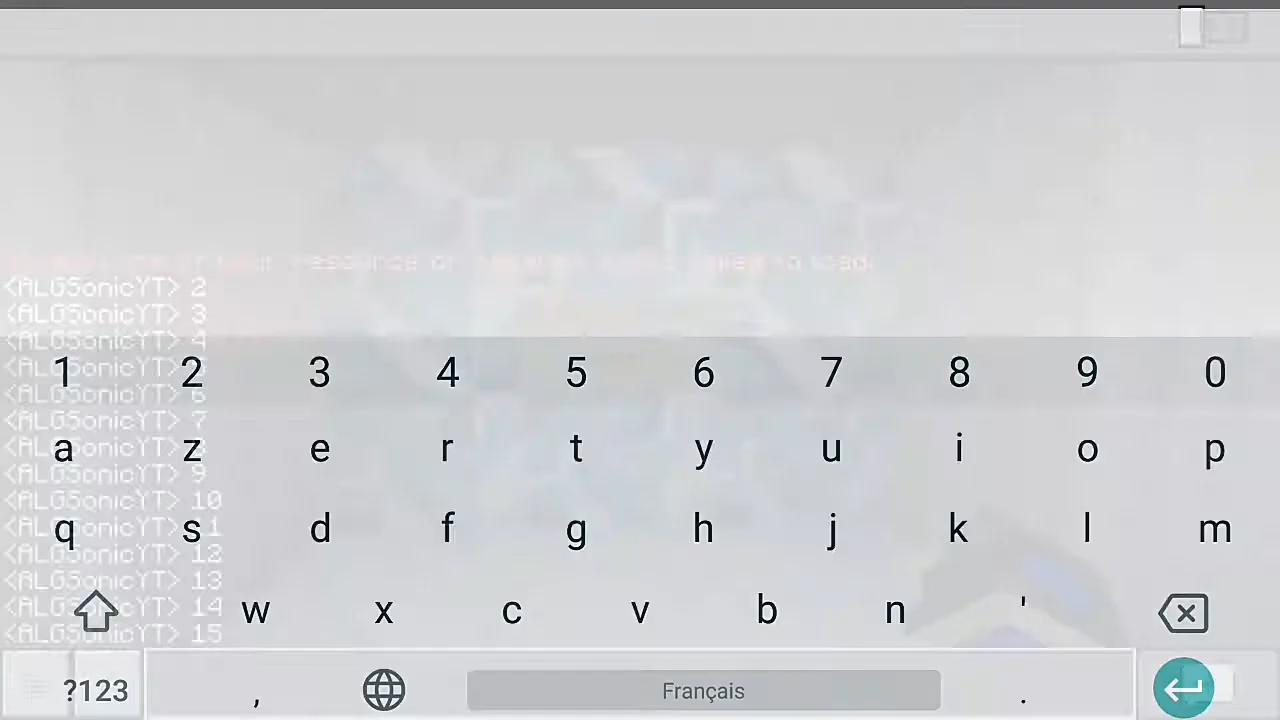 <ALGSonicYT> 2
<ALGSonicYT> 3
<ALGSonicYT> 4
1 2 3 4 5 6 7 8 9 0
<ALGSonicYT> 6
<ALGSonicYT> 7
a z e r t y u i o p
<ALGSonicYT> 9
<ALGSonicYT> 10
q s d f g h j k l m
<ALGSonicYT> 12
<ALGSonicYT> 13
<ALGSonicYT> 14
w x c v b n '
<ALGSonicYT> 15
?123 , Français .